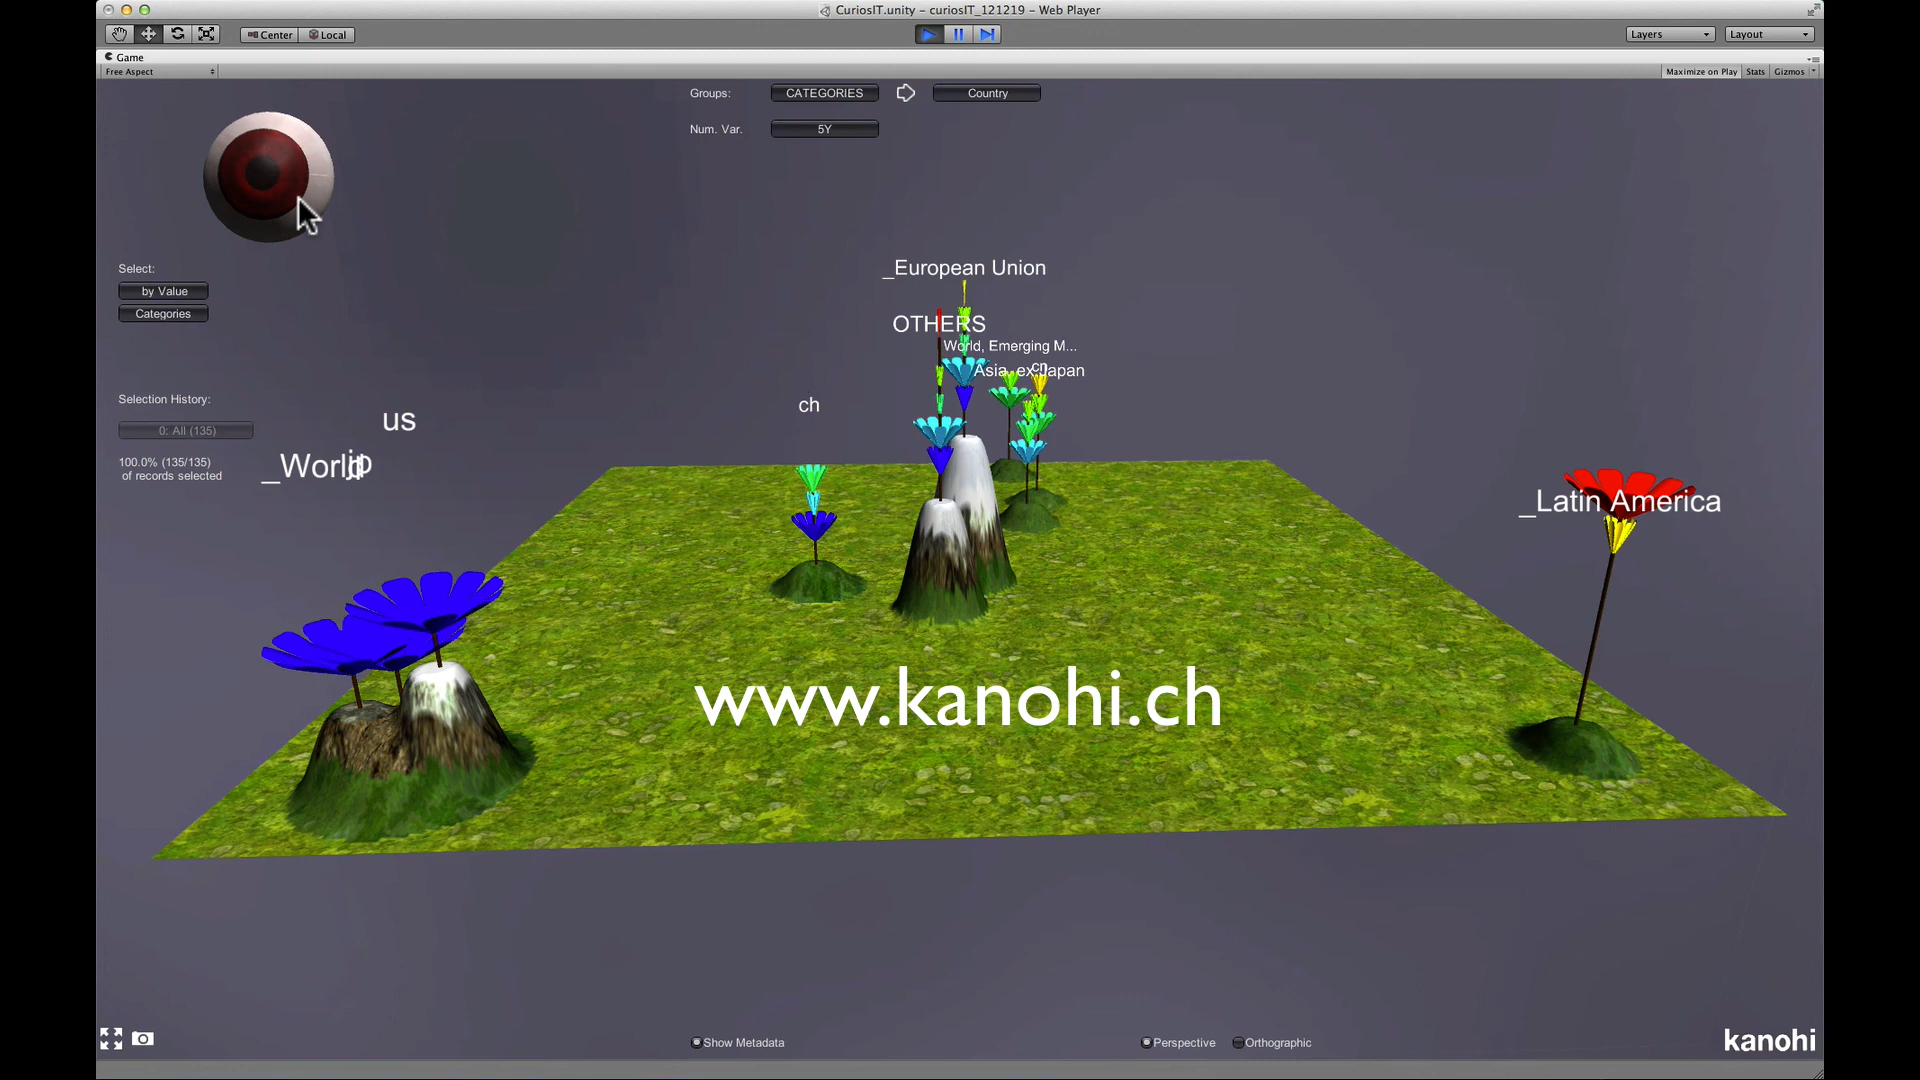 CuriosIT.unity – curiosIT_121219 – Web Player
Center
Local
Layers
Layout
Game
Free Aspect
Maximize on Play
Stats
Gizmos
Groups:
CATEGORIES
Country
Num. Var.
5Y
Select:
by Value
Categories
_European Union
OTHERS
World, Emerging M...
Asia, ex Japan
cn
ch
Selection History:
0: All (135)
us
_World
jp
100.0% (135/135)
of records selected
_Latin America
www.kanohi.ch
Show Metadata
Perspective
Orthographic
kanohi